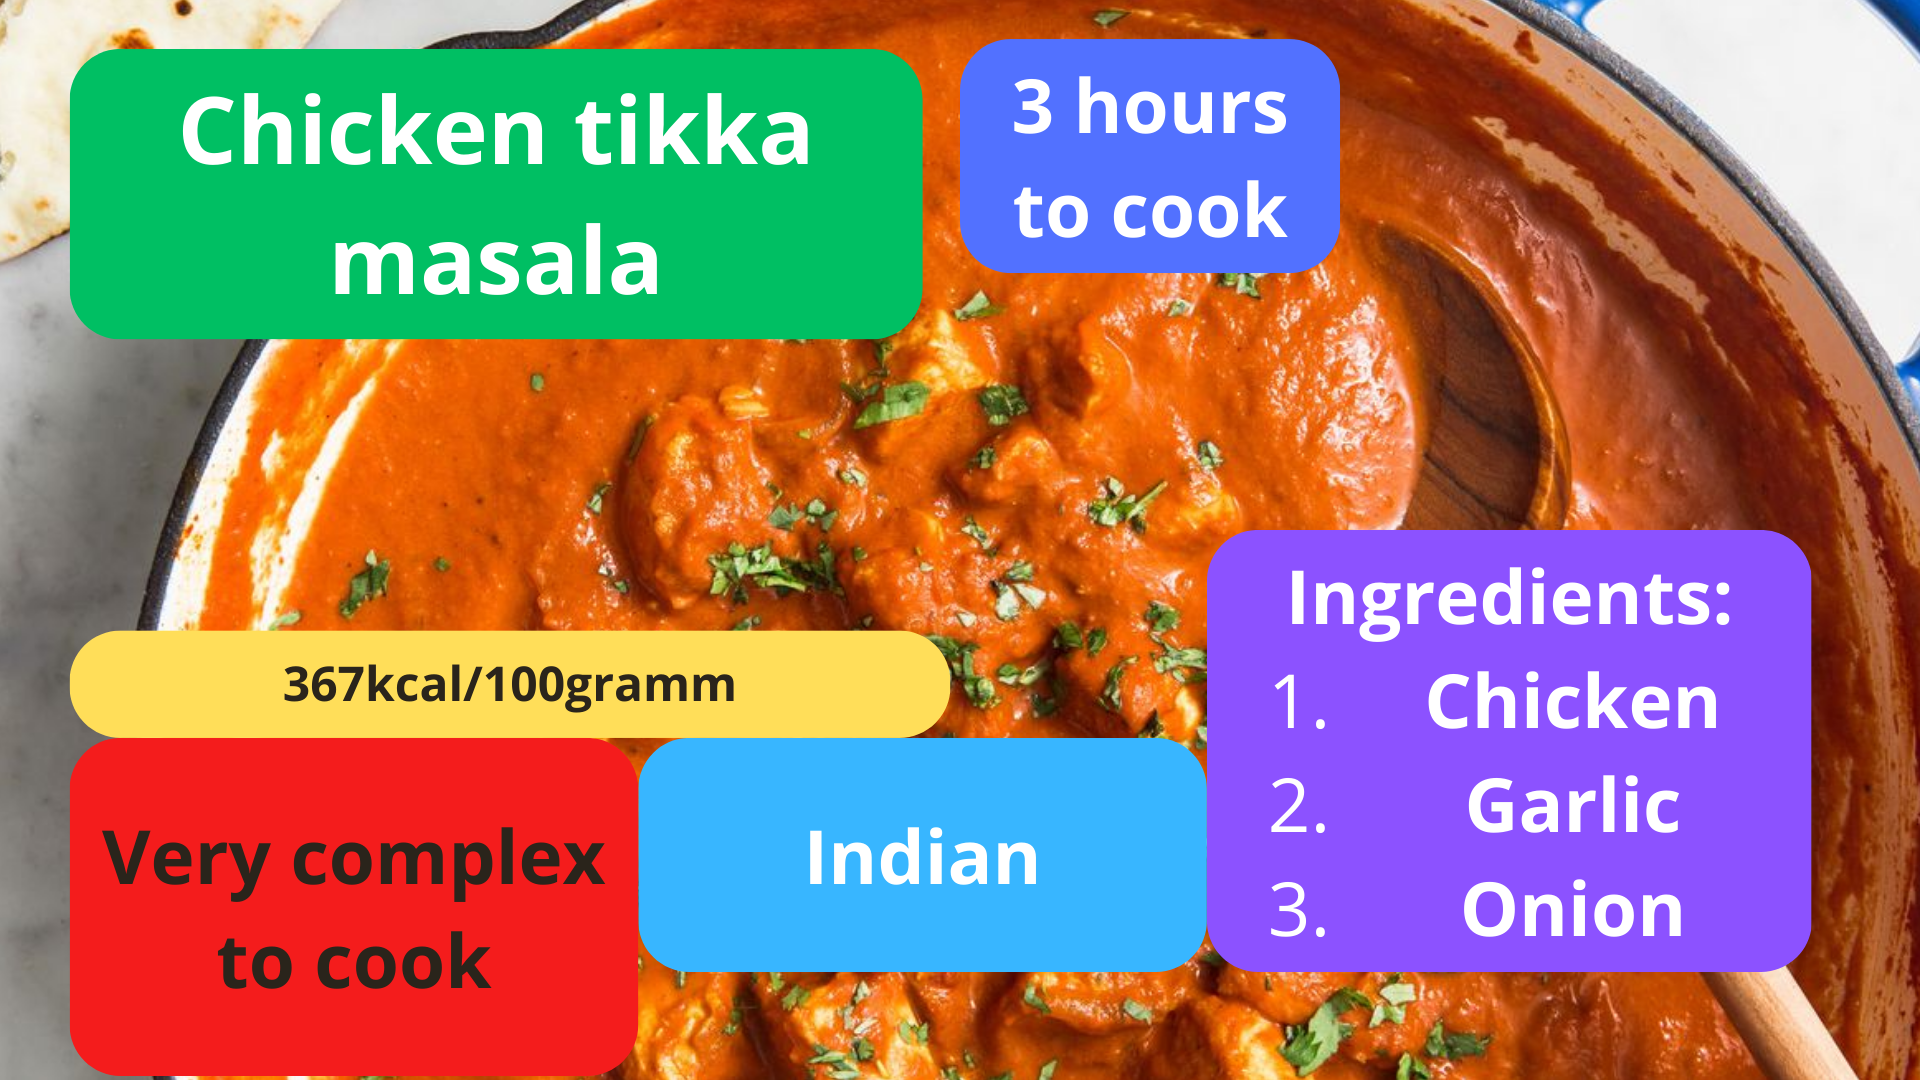 Chicken tikka
masala
3 hours
to cook
367kcal/100gramm
Very complex
to cook
Indian
Ingredients:
1. Chicken
2. Garlic
3. Onion